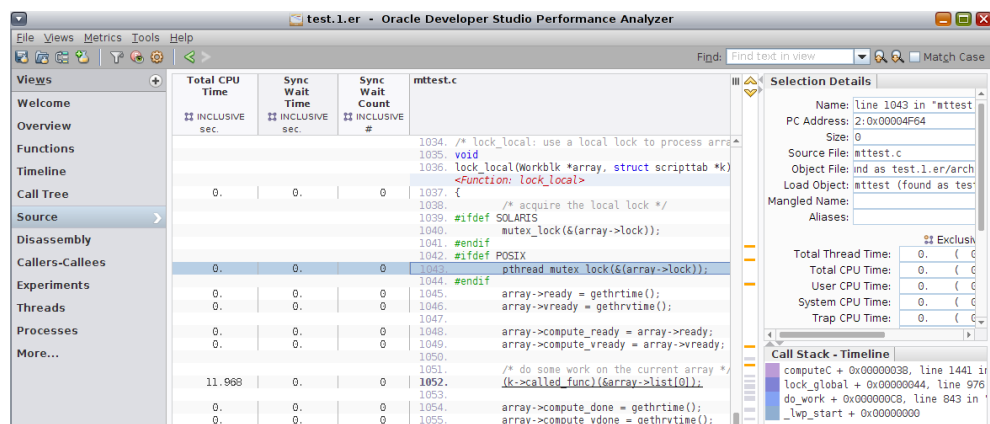 test.1.er - Oracle Developer Studio Performance Analyzer
File Views Metrics Tools Help
Find: Find text in view Match Case
Views
Welcome
Overview
Functions
Timeline
Call Tree
Source
Disassembly
Callers-Callees
Experiments
Threads
Processes
More...
Total CPU Time Sync Wait Time Sync Wait Count mttest.c
INCLUSIVE INCLUSIVE INCLUSIVE
sec. sec. #
1034. /* lock_local: use a local lock to process arra
1035. void
1036. lock_local(Workblk *array, struct scripttab *k)
<Function: lock_local>
0. 0. 0 1037. {
1038. /* acquire the local lock */
1039. #ifdef SOLARIS
1040. mutex_lock(&(array->lock));
1041. #endif
1042. #ifdef POSIX
0. 0. 0 1043. pthread_mutex_lock(&(array->lock));
1044. #endif
0. 0. 0 1045. array->ready = gethrtime();
0. 0. 0 1046. array->vready = gethrvtime();
1047.
0. 0. 0 1048. array->compute_ready = array->ready;
0. 0. 0 1049. array->compute_vready = array->vready;
1050.
1051. /* do some work on the current array */
11.968 0. 0 1052. (k->called_func)(&array->list[0]);
1053.
0. 0. 0 1054. array->compute_done = gethrtime();
0. 0. 0 1055. array->compute_vdone = gethrvtime();
Selection Details
Name: line 1043 in "mttest
PC Address: 2:0x00004F64
Size: 0
Source File: mttest.c
Object File: und as test.1.er/arch
Load Object: mttest (found as test
Mangled Name:
Aliases:
Exclusiv
Total Thread Time: 0. (
Total CPU Time: 0. (
User CPU Time: 0. (
System CPU Time: 0. (
Trap CPU Time: 0. (
Call Stack - Timeline
computeC + 0x00000038, line 1441 in
lock_global + 0x00000044, line 976
do_work + 0x000000C8, line 843 in "
_lwp_start + 0x00000000